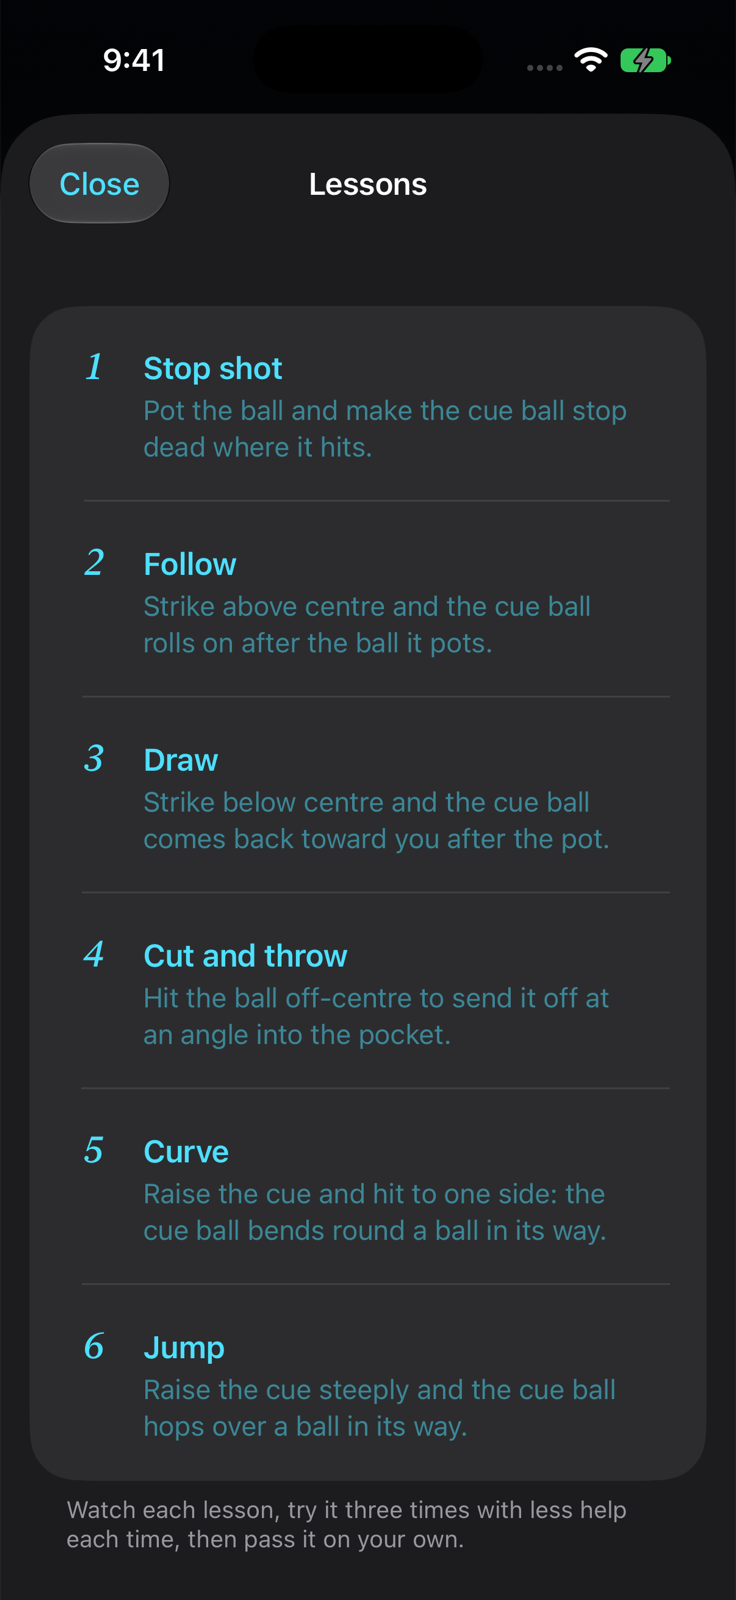 9:41
Close
Lessons
1 Stop shot
Pot the ball and make the cue ball stop
dead where it hits.
2 Follow
Strike above centre and the cue ball
rolls on after the ball it pots.
3 Draw
Strike below centre and the cue ball
comes back toward you after the pot.
4 Cut and throw
Hit the ball off-centre to send it off at
an angle into the pocket.
5 Curve
Raise the cue and hit to one side: the
cue ball bends round a ball in its way.
6 Jump
Raise the cue steeply and the cue ball
hops over a ball in its way.
Watch each lesson, try it three times with less help
each time, then pass it on your own.